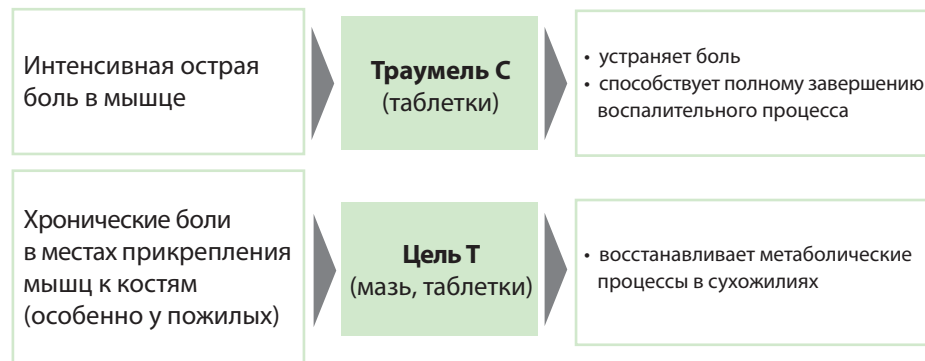 Интенсивная острая
боль в мышце
Траумель С
(таблетки)
• устраняет боль
• способствует полному завершению
воспалительного процесса
Хронические боли
в местах прикрепления
мышц к костям
(особенно у пожилых)
Цель Т
(мазь, таблетки)
• восстанавливает метаболические
процессы в сухожилиях